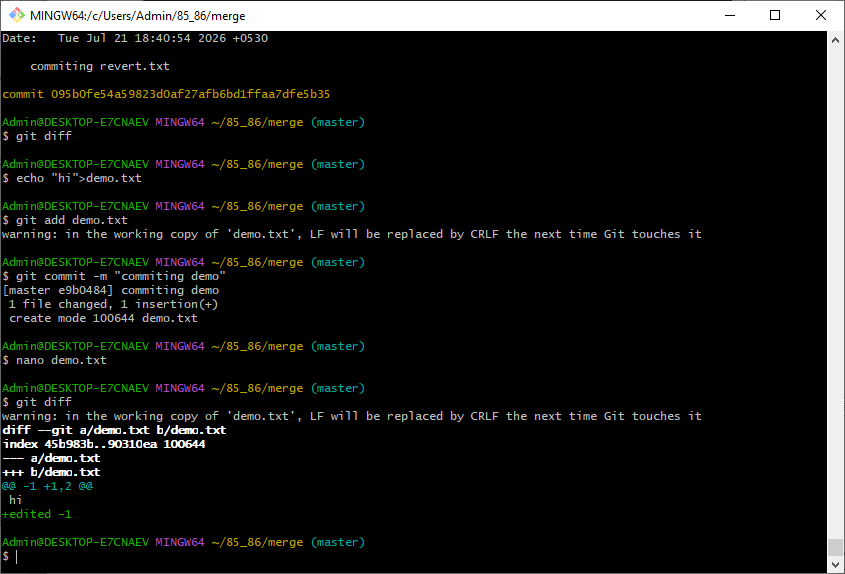 MINGW64:/c/Users/Admin/85_86/merge
Date:   Tue Jul 21 18:40:54 2026 +0530
    commiting revert.txt
commit 095b0fe54a59823d0af27afb6bd1ffaa7dfe5b35
Admin@DESKTOP-E7CNAEV MINGW64 ~/85_86/merge (master)
$ git diff
Admin@DESKTOP-E7CNAEV MINGW64 ~/85_86/merge (master)
$ echo "hi">demo.txt
Admin@DESKTOP-E7CNAEV MINGW64 ~/85_86/merge (master)
$ git add demo.txt
warning: in the working copy of 'demo.txt', LF will be replaced by CRLF the next time Git touches it
Admin@DESKTOP-E7CNAEV MINGW64 ~/85_86/merge (master)
$ git commit -m "commiting demo"
[master e9b0484] commiting demo
 1 file changed, 1 insertion(+)
 create mode 100644 demo.txt
Admin@DESKTOP-E7CNAEV MINGW64 ~/85_86/merge (master)
$ nano demo.txt
Admin@DESKTOP-E7CNAEV MINGW64 ~/85_86/merge (master)
$ git diff
warning: in the working copy of 'demo.txt', LF will be replaced by CRLF the next time Git touches it
diff --git a/demo.txt b/demo.txt
index 45b983b..90310ea 100644
--- a/demo.txt
+++ b/demo.txt
@@ -1 +1,2 @@
 hi
+edited -1
Admin@DESKTOP-E7CNAEV MINGW64 ~/85_86/merge (master)
$